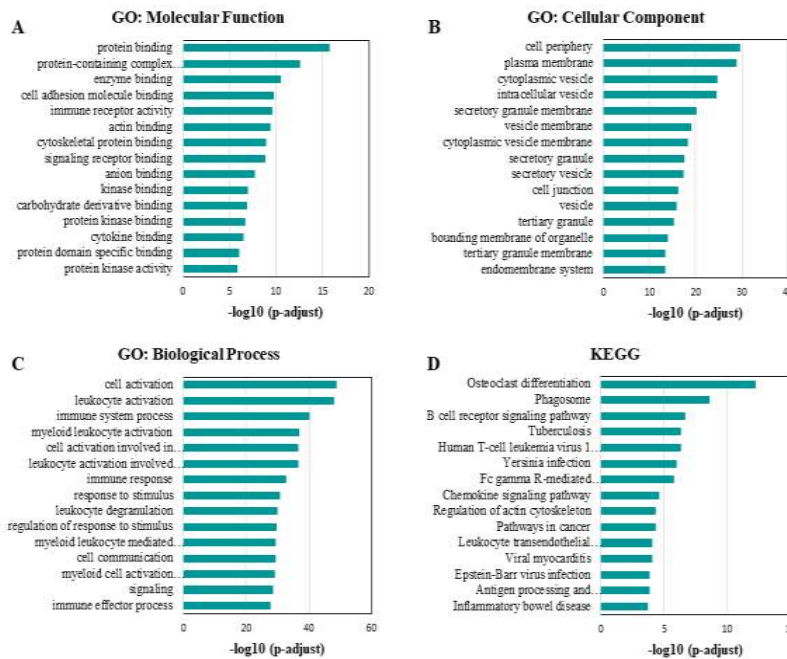 A
GO: Molecular Function
protein binding
protein-containing complex...
enzyme binding
cell adhesion molecule binding
immune receptor activity
actin binding
cytoskeletal protein binding
signaling receptor binding
anion binding
kinase binding
carbohydrate derivative binding
protein kinase binding
cytokine binding
protein domain specific binding
protein kinase activity
0 5 10 15 20
-log10 (p-adjust)
B
GO: Cellular Component
cell periphery
plasma membrane
cytoplasmic vesicle
intracellular vesicle
secretory granule membrane
vesicle membrane
cytoplasmic vesicle membrane
secretory granule
secretory vesicle
cell junction
vesicle
tertiary granule
bounding membrane of organelle
tertiary granule membrane
endomembrane system
0 10 20 30 40
-log10 (p-adjust)
C
GO: Biological Process
cell activation
leukocyte activation
immune system process
myeloid leukocyte activation
cell activation involved in...
leukocyte activation involved...
immune response
response to stimulus
leukocyte degranulation
regulation of response to stimulus
myeloid leukocyte mediated...
cell communication
myeloid cell activation...
signaling
immune effector process
0 20 40 60
-log10 (p-adjust)
D
KEGG
Osteoclast differentiation
Phagosome
B cell receptor signaling pathway
Tuberculosis
Human T-cell leukemia virus 1...
Yersinia infection
Fc gamma R-mediated...
Chemokine signaling pathway
Regulation of actin cytoskeleton
Pathways in cancer
Leukocyte transendothelial...
Viral myocarditis
Epstein-Barr virus infection
Antigen processing and...
Inflammatory bowel disease
0 5 10 15
-log10 (p-adjust)